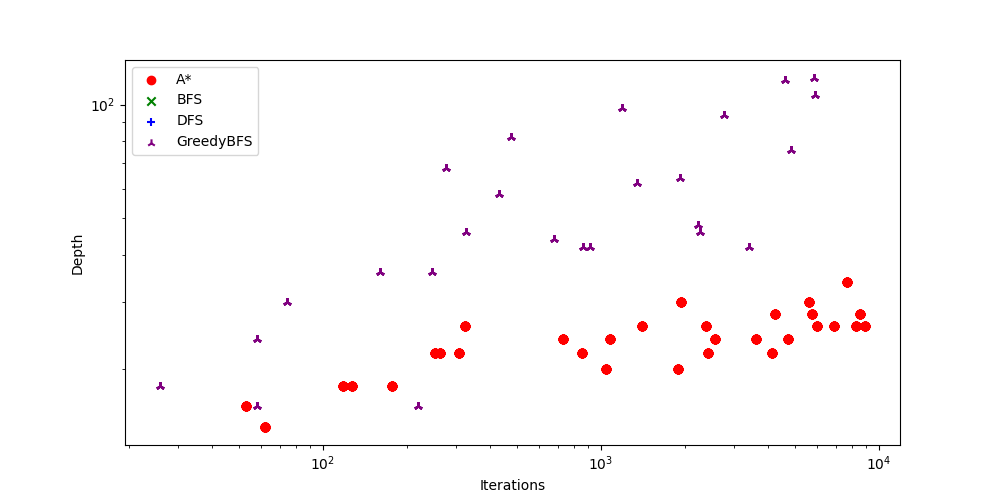 A*
BFS
DFS
GreedyBFS
10²
Depth
10² 10³ 10⁴
Iterations